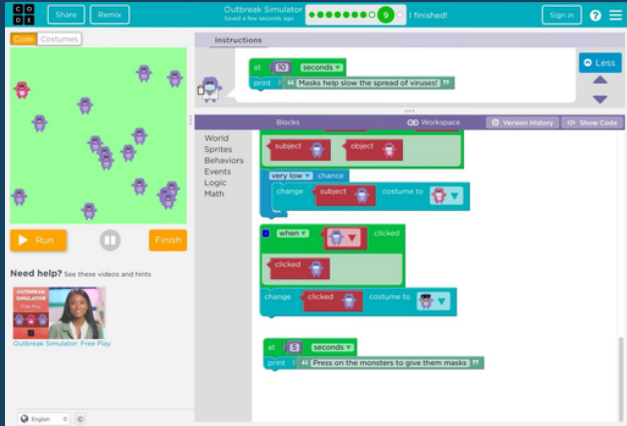 C O
D E
Share
Remix
Outbreak Simulator
Saved a few seconds ago
9
I finished!
Sign in
?
Code
Costumes
Instructions
at 10 seconds
print “ Masks help slow the spread of viruses! ”
Less
Blocks
Workspace
Version History
Show Code
World
Sprites
Behaviors
Events
Logic
Math
subject
object
very low chance
change subject costume to
when clicked
clicked
change clicked costume to
at 5 seconds
print “ Press on the monsters to give them masks ”
Run
Finish
Need help? See these videos and hints
OUTBREAK
SIMULATOR
Free Play
Outbreak Simulator: Free Play
English
©